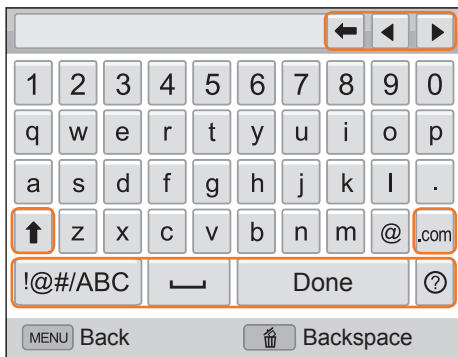 1 2 3 4 5 6 7 8 9 0
q w e r t y u i o p
a s d f g h j k l .
z x c v b n m @ .com
!@#/ABC Done ?
MENU Back Backspace